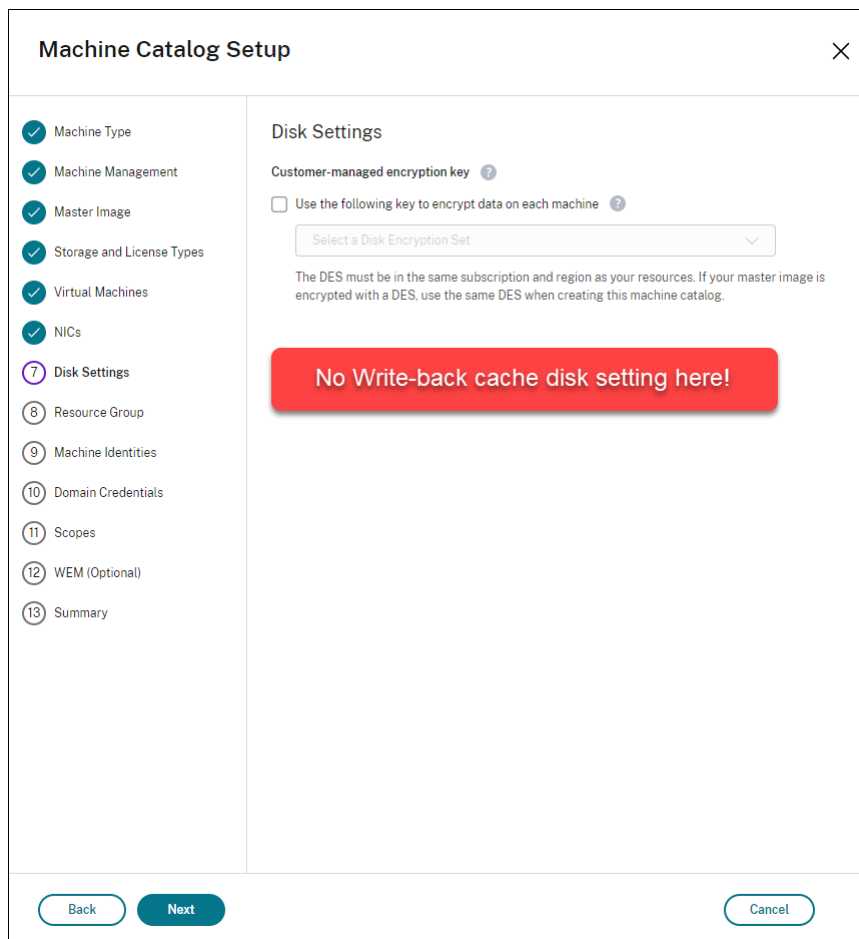 Machine Catalog Setup
Machine Type
Machine Management
Master Image
Storage and License Types
Virtual Machines
NICs
7 Disk Settings
8 Resource Group
9 Machine Identities
10 Domain Credentials
11 Scopes
12 WEM (Optional)
13 Summary
Disk Settings
Customer-managed encryption key ?
Use the following key to encrypt data on each machine ?
Select a Disk Encryption Set
The DES must be in the same subscription and region as your resources. If your master image is
encrypted with a DES, use the same DES when creating this machine catalog.
No Write-back cache disk setting here!
Back
Next
Cancel